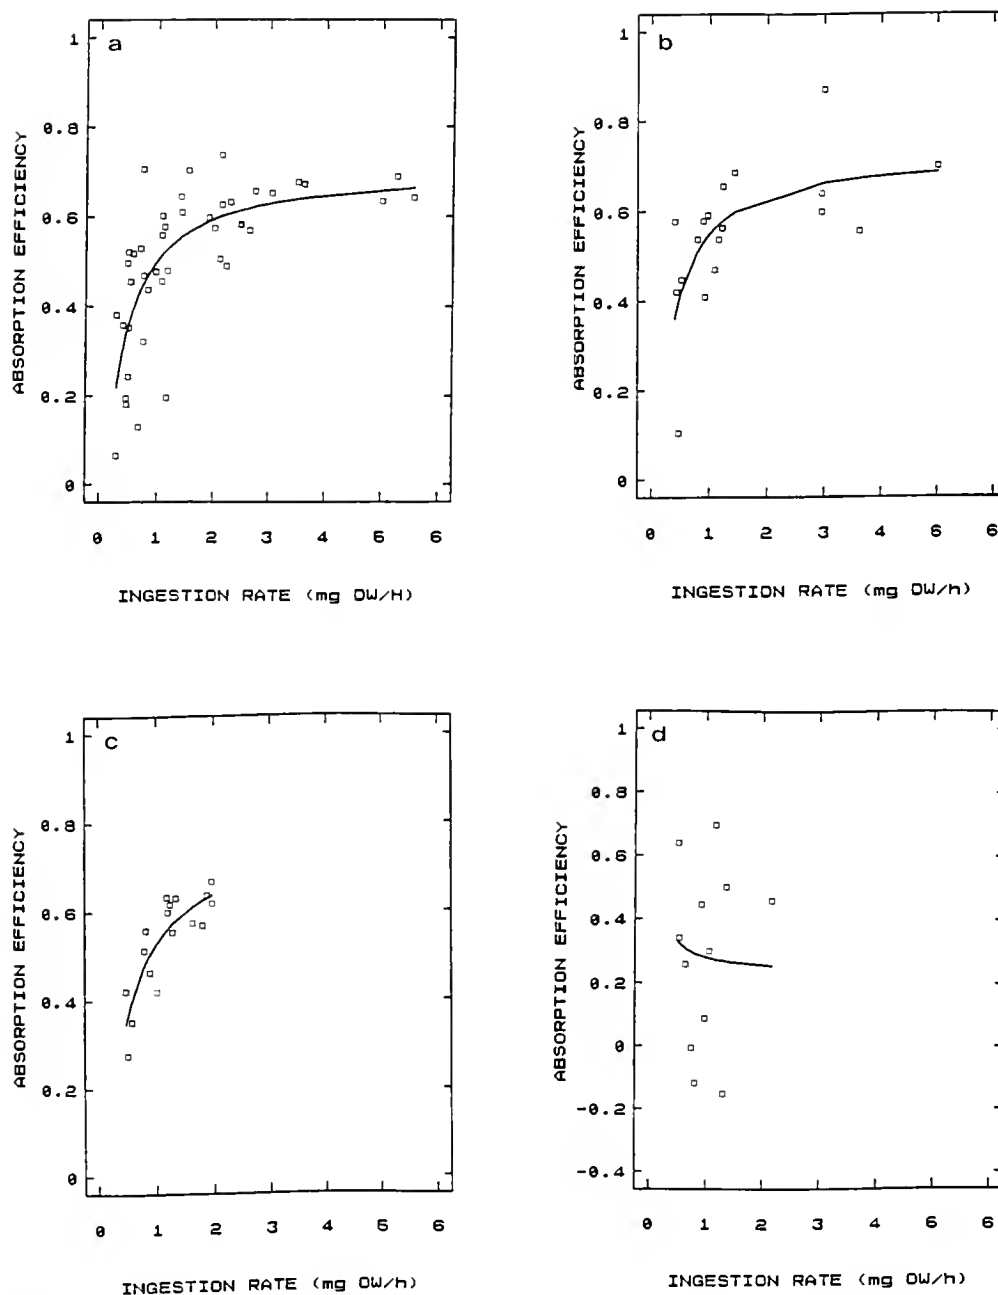 a
1
0.8
0.6
0.4
0.2
0
ABSORPTION EFFICIENCY
0 1 2 3 4 5 6
INGESTION RATE (mg DW/H)
b
1
0.8
0.6
0.4
0.2
0
ABSORPTION EFFICIENCY
0 1 2 3 4 5 6
INGESTION RATE (mg DW/h)
c
1
0.8
0.6
0.4
0.2
0
ABSORPTION EFFICIENCY
0 1 2 3 4 5 6
INGESTION RATE (mg DW/h)
d
1
0.8
0.6
0.4
0.2
0
-0.2
-0.4
ABSORPTION EFFICIENCY
0 1 2 3 4 5 6
INGESTION RATE (mg DW/h)